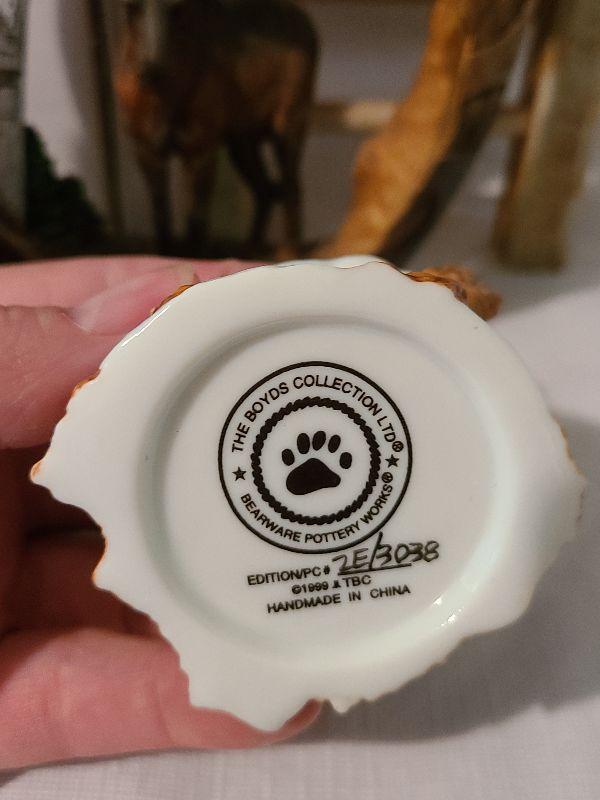 THE BOYDS COLLECTION LTD®
★ BEARWARE POTTERY WORKS® ★
EDITION/PC# 2E/3038
©1999 TBC
HANDMADE IN CHINA